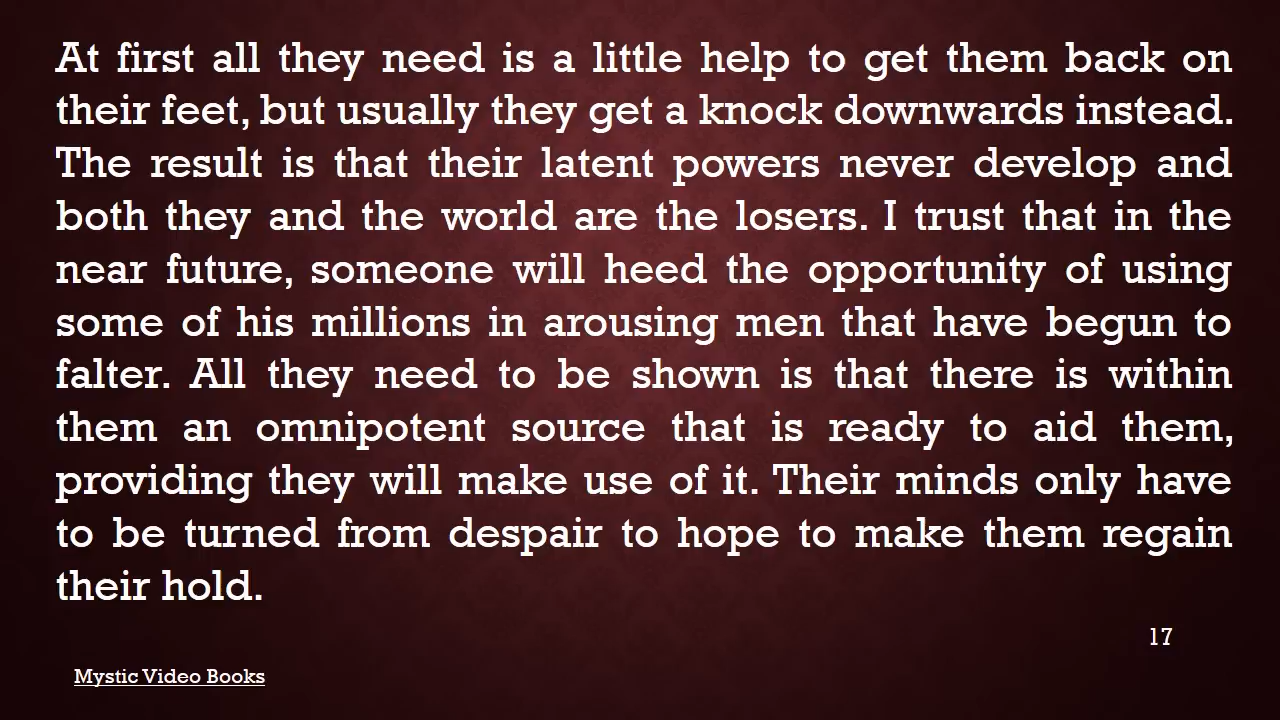 At first all they need is a little help to get them back on
their feet, but usually they get a knock downwards instead.
The result is that their latent powers never develop and
both they and the world are the losers. I trust that in the
near future, someone will heed the opportunity of using
some of his millions in arousing men that have begun to
falter. All they need to be shown is that there is within
them an omnipotent source that is ready to aid them,
providing they will make use of it. Their minds only have
to be turned from despair to hope to make them regain
their hold.
17
Mystic Video Books